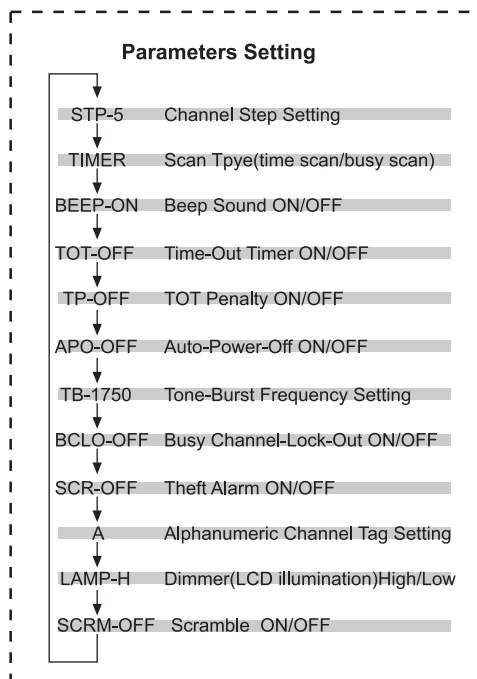 Parameters Setting
STP-5 Channel Step Setting
TIMER Scan Tpye(time scan/busy scan)
BEEP-ON Beep Sound ON/OFF
TOT-OFF Time-Out Timer ON/OFF
TP-OFF TOT Penalty ON/OFF
APO-OFF Auto-Power-Off ON/OFF
TB-1750 Tone-Burst Frequency Setting
BCLO-OFF Busy Channel-Lock-Out ON/OFF
SCR-OFF Theft Alarm ON/OFF
A Alphanumeric Channel Tag Setting
LAMP-H Dimmer(LCD illumination)High/Low
SCRM-OFF Scramble ON/OFF